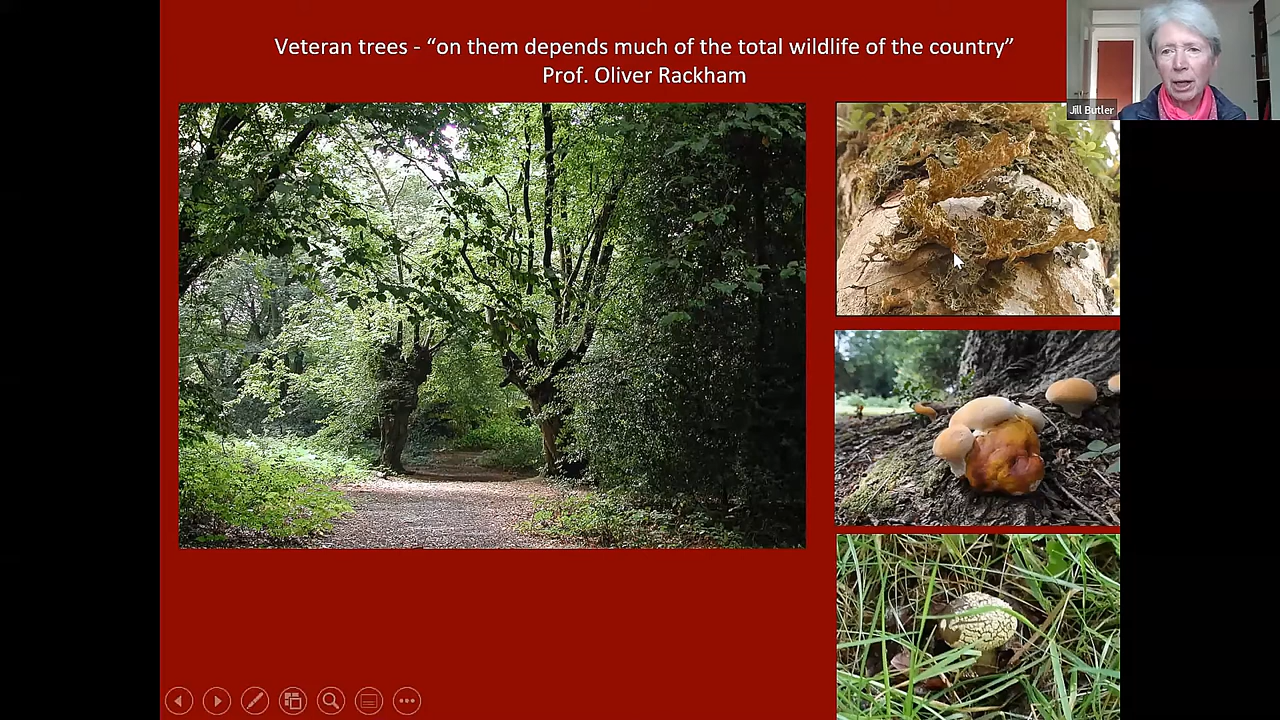 Veteran trees - “on them depends much of the total wildlife of the country”
Prof. Oliver Rackham
Jill Butler